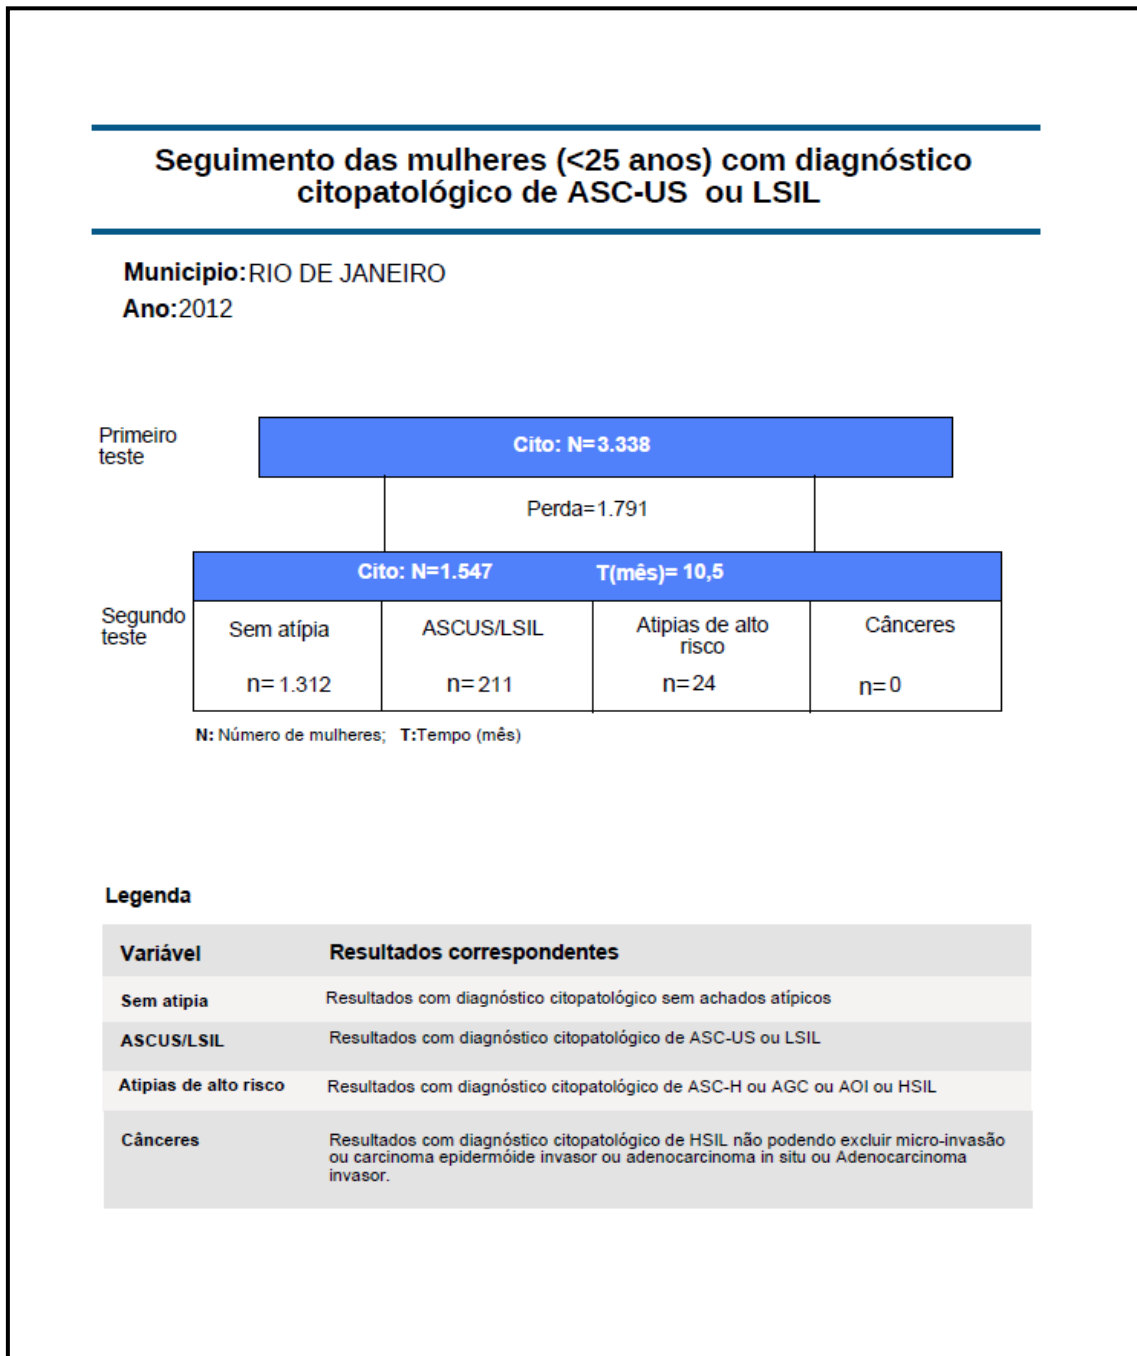 Seguimento das mulheres (<25 anos) com diagnóstico
citopatológico de ASC-US ou LSIL
Municipio:RIO DE JANEIRO
Ano:2012
Primeiro
teste
Cito: N=3.338
Perda=1.791
Cito: N=1.547 T(mês)= 10,5
Segundo
teste
Sem atípia
n= 1.312
ASCUS/LSIL
n= 211
Atipias de alto
risco
n= 24
Cânceres
n= 0
N: Número de mulheres; T:Tempo (mês)
Legenda
Variável Resultados correspondentes
Sem atipia Resultados com diagnóstico citopatológico sem achados atípicos
ASCUS/LSIL Resultados com diagnóstico citopatológico de ASC-US ou LSIL
Atipias de alto risco Resultados com diagnóstico citopatológico de ASC-H ou AGC ou AOI ou HSIL
Cânceres Resultados com diagnóstico citopatológico de HSIL não podendo excluir micro-invasão
ou carcinoma epidermóide invasor ou adenocarcinoma in situ ou Adenocarcinoma
invasor.